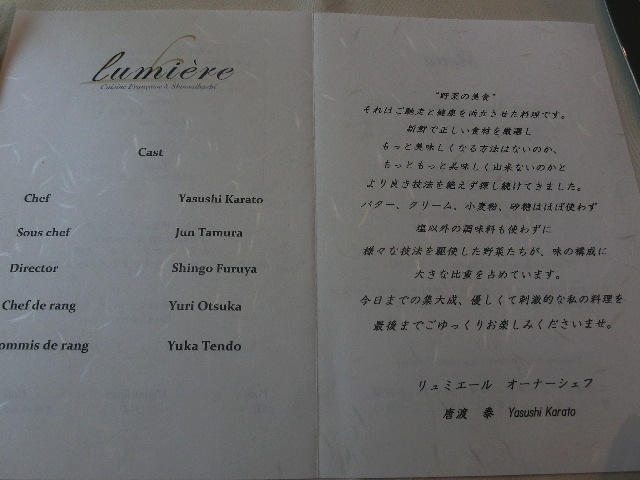 lumière
Cuisine Française à Shinsaibashi
Cast
Chef Yasushi Karato
Sous chef Jun Tamura
Director Shingo Furuya
Chef de rang Yuri Otsuka
ommis de rang Yuka Tendo
"野菜の美食"
それはご馳走と健康を両立させた料理です。
新鮮で正しい食材を厳選し
もっと美味しくなる方法はないのか、
もっともっと美味しく出来ないのかと
より良き技法を絶えず探し続けてきました。
バター、クリーム、小麦粉、砂糖はほぼ使わず
塩以外の調味料も使わずに
様々な技法を駆使した野菜たちが、味の構成に
大きな比重を占めています。
今日までの集大成、優しくて刺激的な私の料理を
最後までごゆっくりお楽しみくださいませ。
リュミエール オーナーシェフ
唐渡 泰 Yasushi Karato